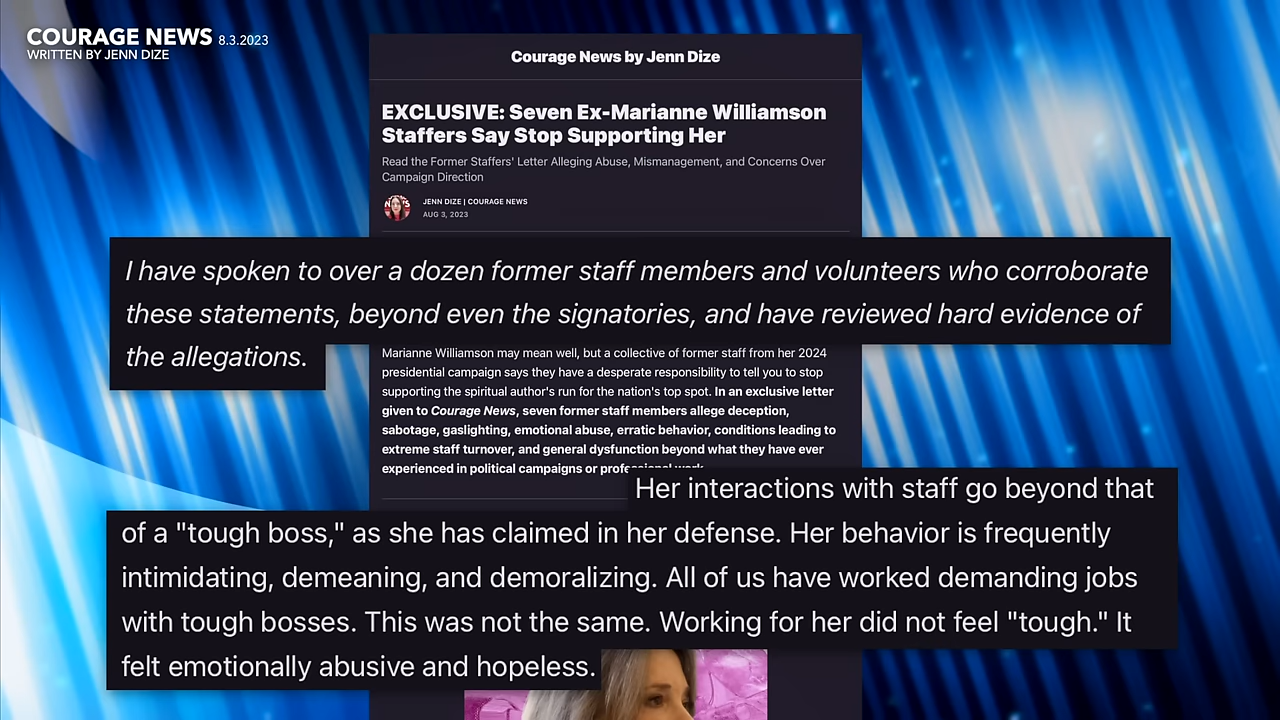 COURAGE NEWS 8.3.2023
WRITTEN BY JENN DIZE
Courage News by Jenn Dize
EXCLUSIVE: Seven Ex-Marianne Williamson
Staffers Say Stop Supporting Her
Read the Former Staffers' Letter Alleging Abuse, Mismanagement, and Concerns Over
Campaign Direction
JENN DIZE | COURAGE NEWS
AUG 3, 2023
I have spoken to over a dozen former staff members and volunteers who corroborate
these statements, beyond even the signatories, and have reviewed hard evidence of
the allegations.
Marianne Williamson may mean well, but a collective of former staff from her 2024
presidential campaign says they have a desperate responsibility to tell you to stop
supporting the spiritual author's run for the nation's top spot. In an exclusive letter
given to Courage News, seven former staff members allege deception,
sabotage, gaslighting, emotional abuse, erratic behavior, conditions leading to
extreme staff turnover, and general dysfunction beyond what they have ever
experienced in political campaigns or professional work.
Her interactions with staff go beyond that
of a "tough boss," as she has claimed in her defense. Her behavior is frequently
intimidating, demeaning, and demoralizing. All of us have worked demanding jobs
with tough bosses. This was not the same. Working for her did not feel "tough." It
felt emotionally abusive and hopeless.